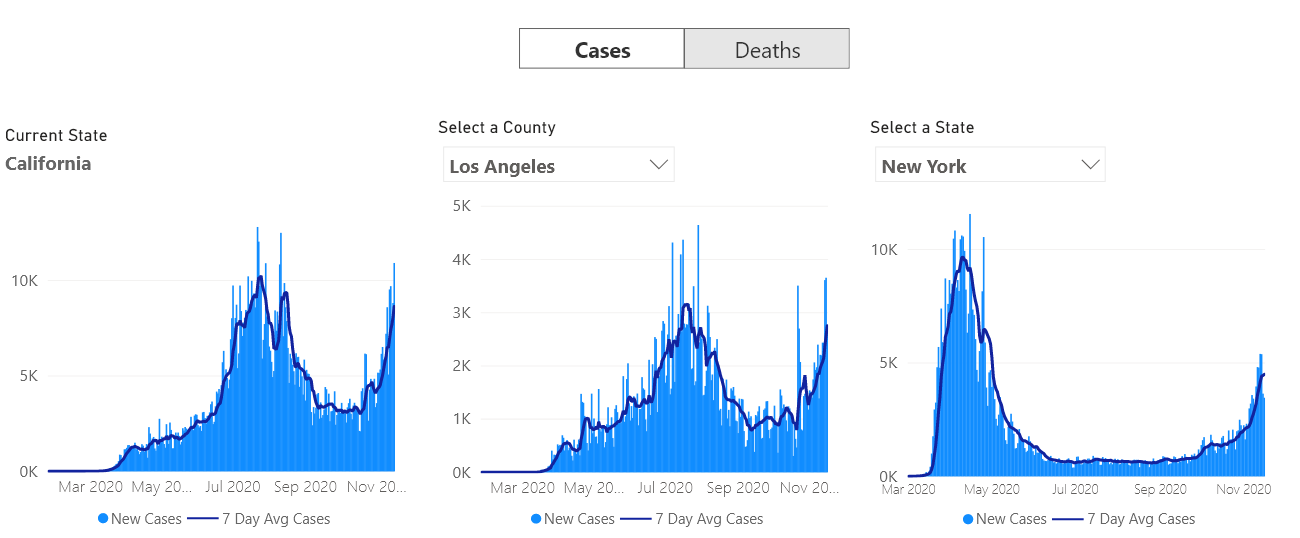 Cases Deaths
Current State
California
10K
5K
0K
Mar 2020 May 20... Jul 2020 Sep 2020 Nov 20...
New Cases 7 Day Avg Cases
Select a County
Los Angeles
5K
4K
3K
2K
1K
0K
Mar 2020 May 20... Jul 2020 Sep 2020 Nov 20...
New Cases 7 Day Avg Cases
Select a State
New York
10K
5K
0K
Mar 2020 May 2020 Jul 2020 Sep 2020 Nov 2020
New Cases 7 Day Avg Cases